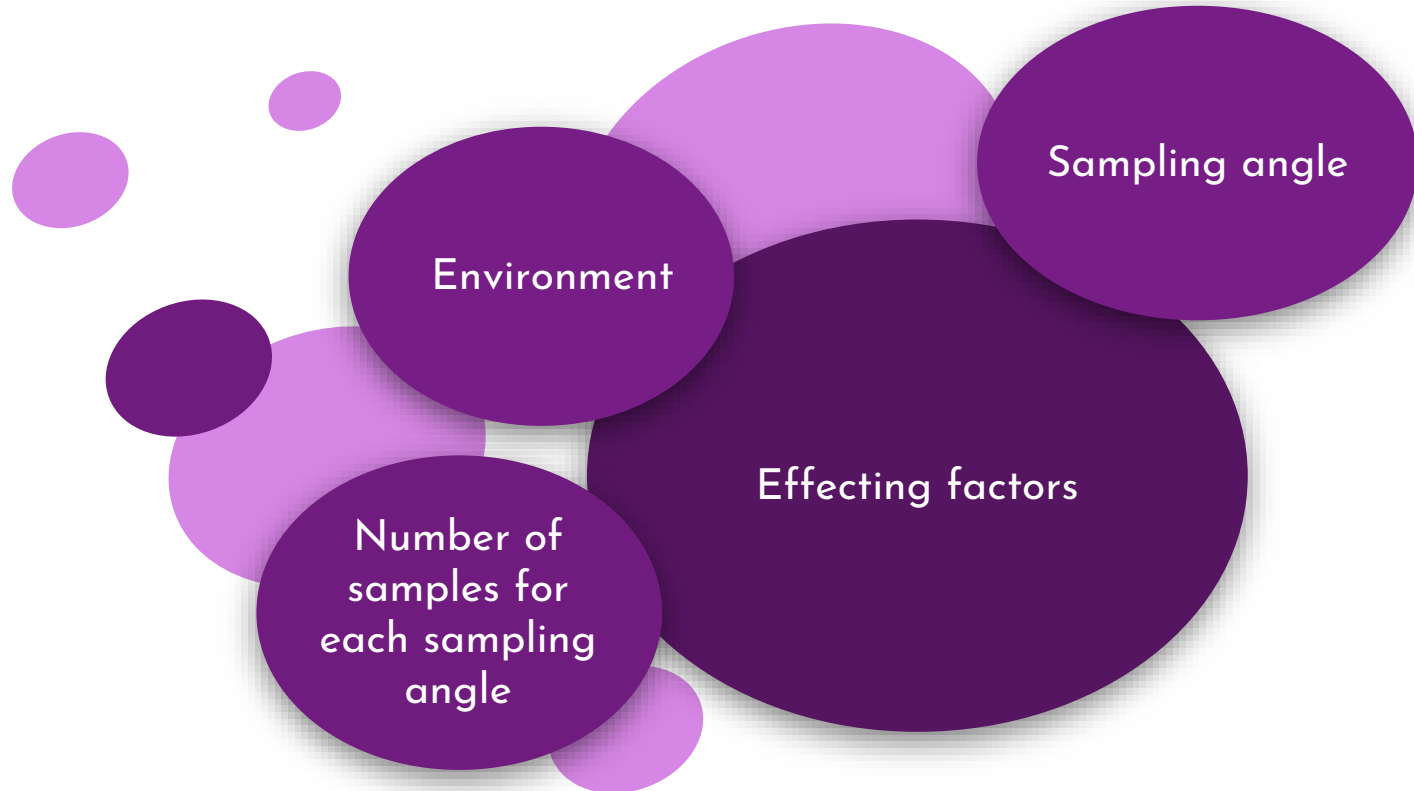 Sampling angle
Environment
Effecting factors
Number of
samples for
each sampling
angle